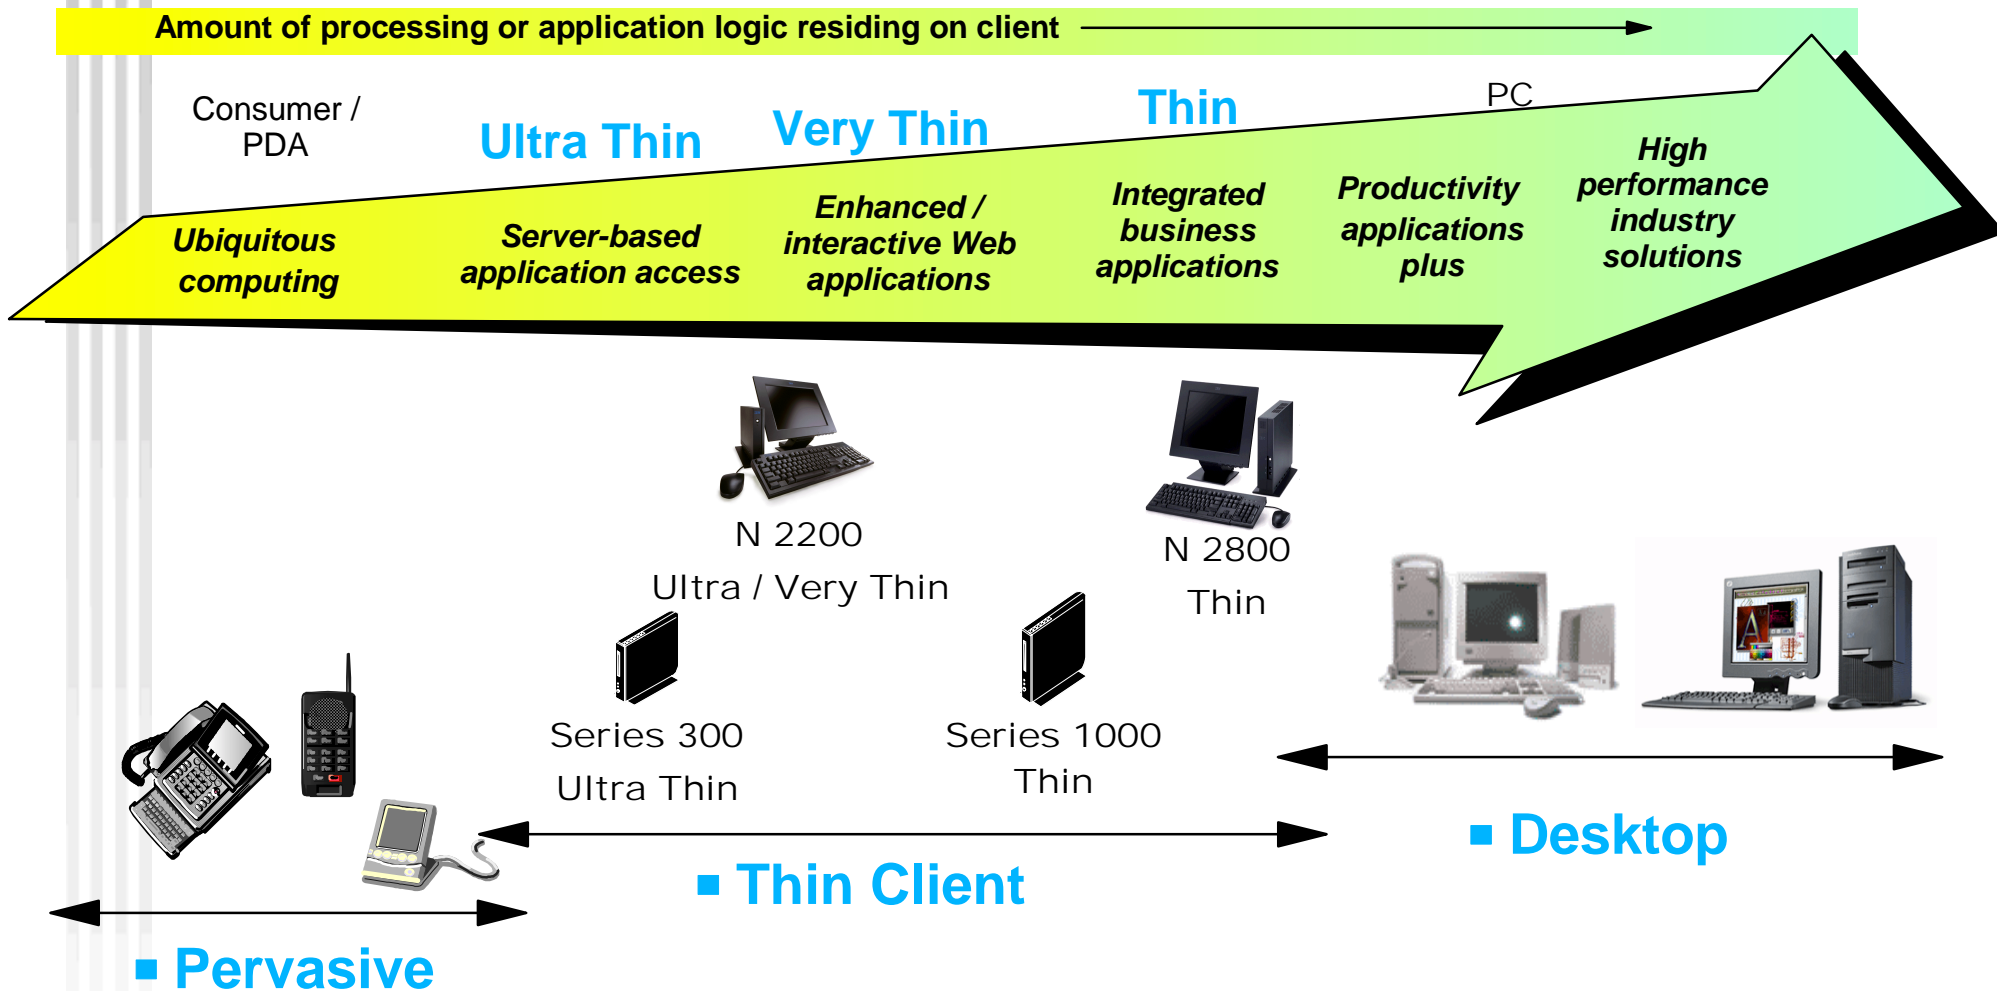 Amount of processing or application logic residing on client
Consumer /
PDA
Ultra Thin
Very Thin
Thin
PC
Ubiquitous
computing
Server-based
application access
Enhanced /
interactive Web
applications
Integrated
business
applications
Productivity
applications
plus
High
performance
industry
solutions
N 2200
Ultra / Very Thin
N 2800
Thin
Series 300
Ultra Thin
Series 1000
Thin
Desktop
Thin Client
Pervasive